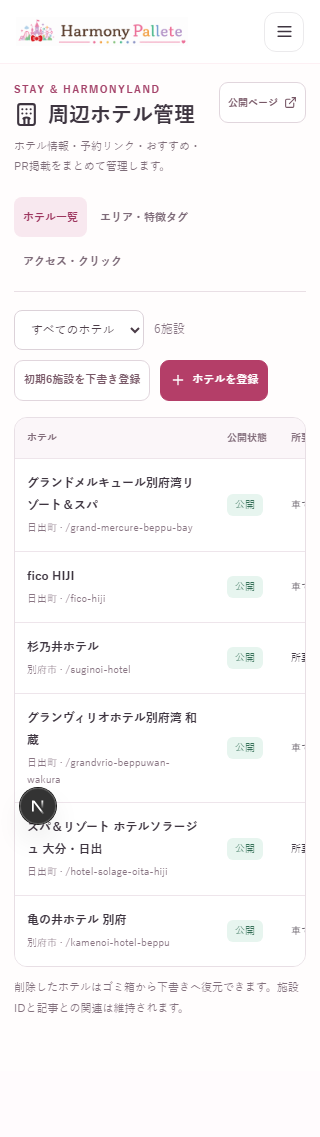 Harmony Pallete
STAY & HARMONYLAND
周辺ホテル管理
公開ページ
ホテル情報・予約リンク・おすすめ・
PR掲載をまとめて管理します。
ホテル一覧 エリア・特徴タグ
アクセス・クリック
すべてのホテル 6施設
初期6施設を下書き登録 ホテルを登録
ホテル 公開状態 所
グランドメルキュール別府湾リ
ゾート＆スパ
日出町 · /grand-mercure-beppu-bay
公開 車で
fico HIJI
日出町 · /fico-hiji
公開 車で
杉乃井ホテル
別府市 · /suginoi-hotel
公開 所
グランヴィリオホテル別府湾 和
蔵
日出町 · /grandvrio-beppuwan-
wakura
公開 車で
N
スパ＆リゾート ホテルソラージ
ュ 大分・日出
日出町 · /hotel-solage-oita-hiji
公開 所
亀の井ホテル 別府
別府市 · /kamenoi-hotel-beppu
公開 車で
削除したホテルはゴミ箱から下書きへ復元できます。施設
IDと記事との関連は維持されます。